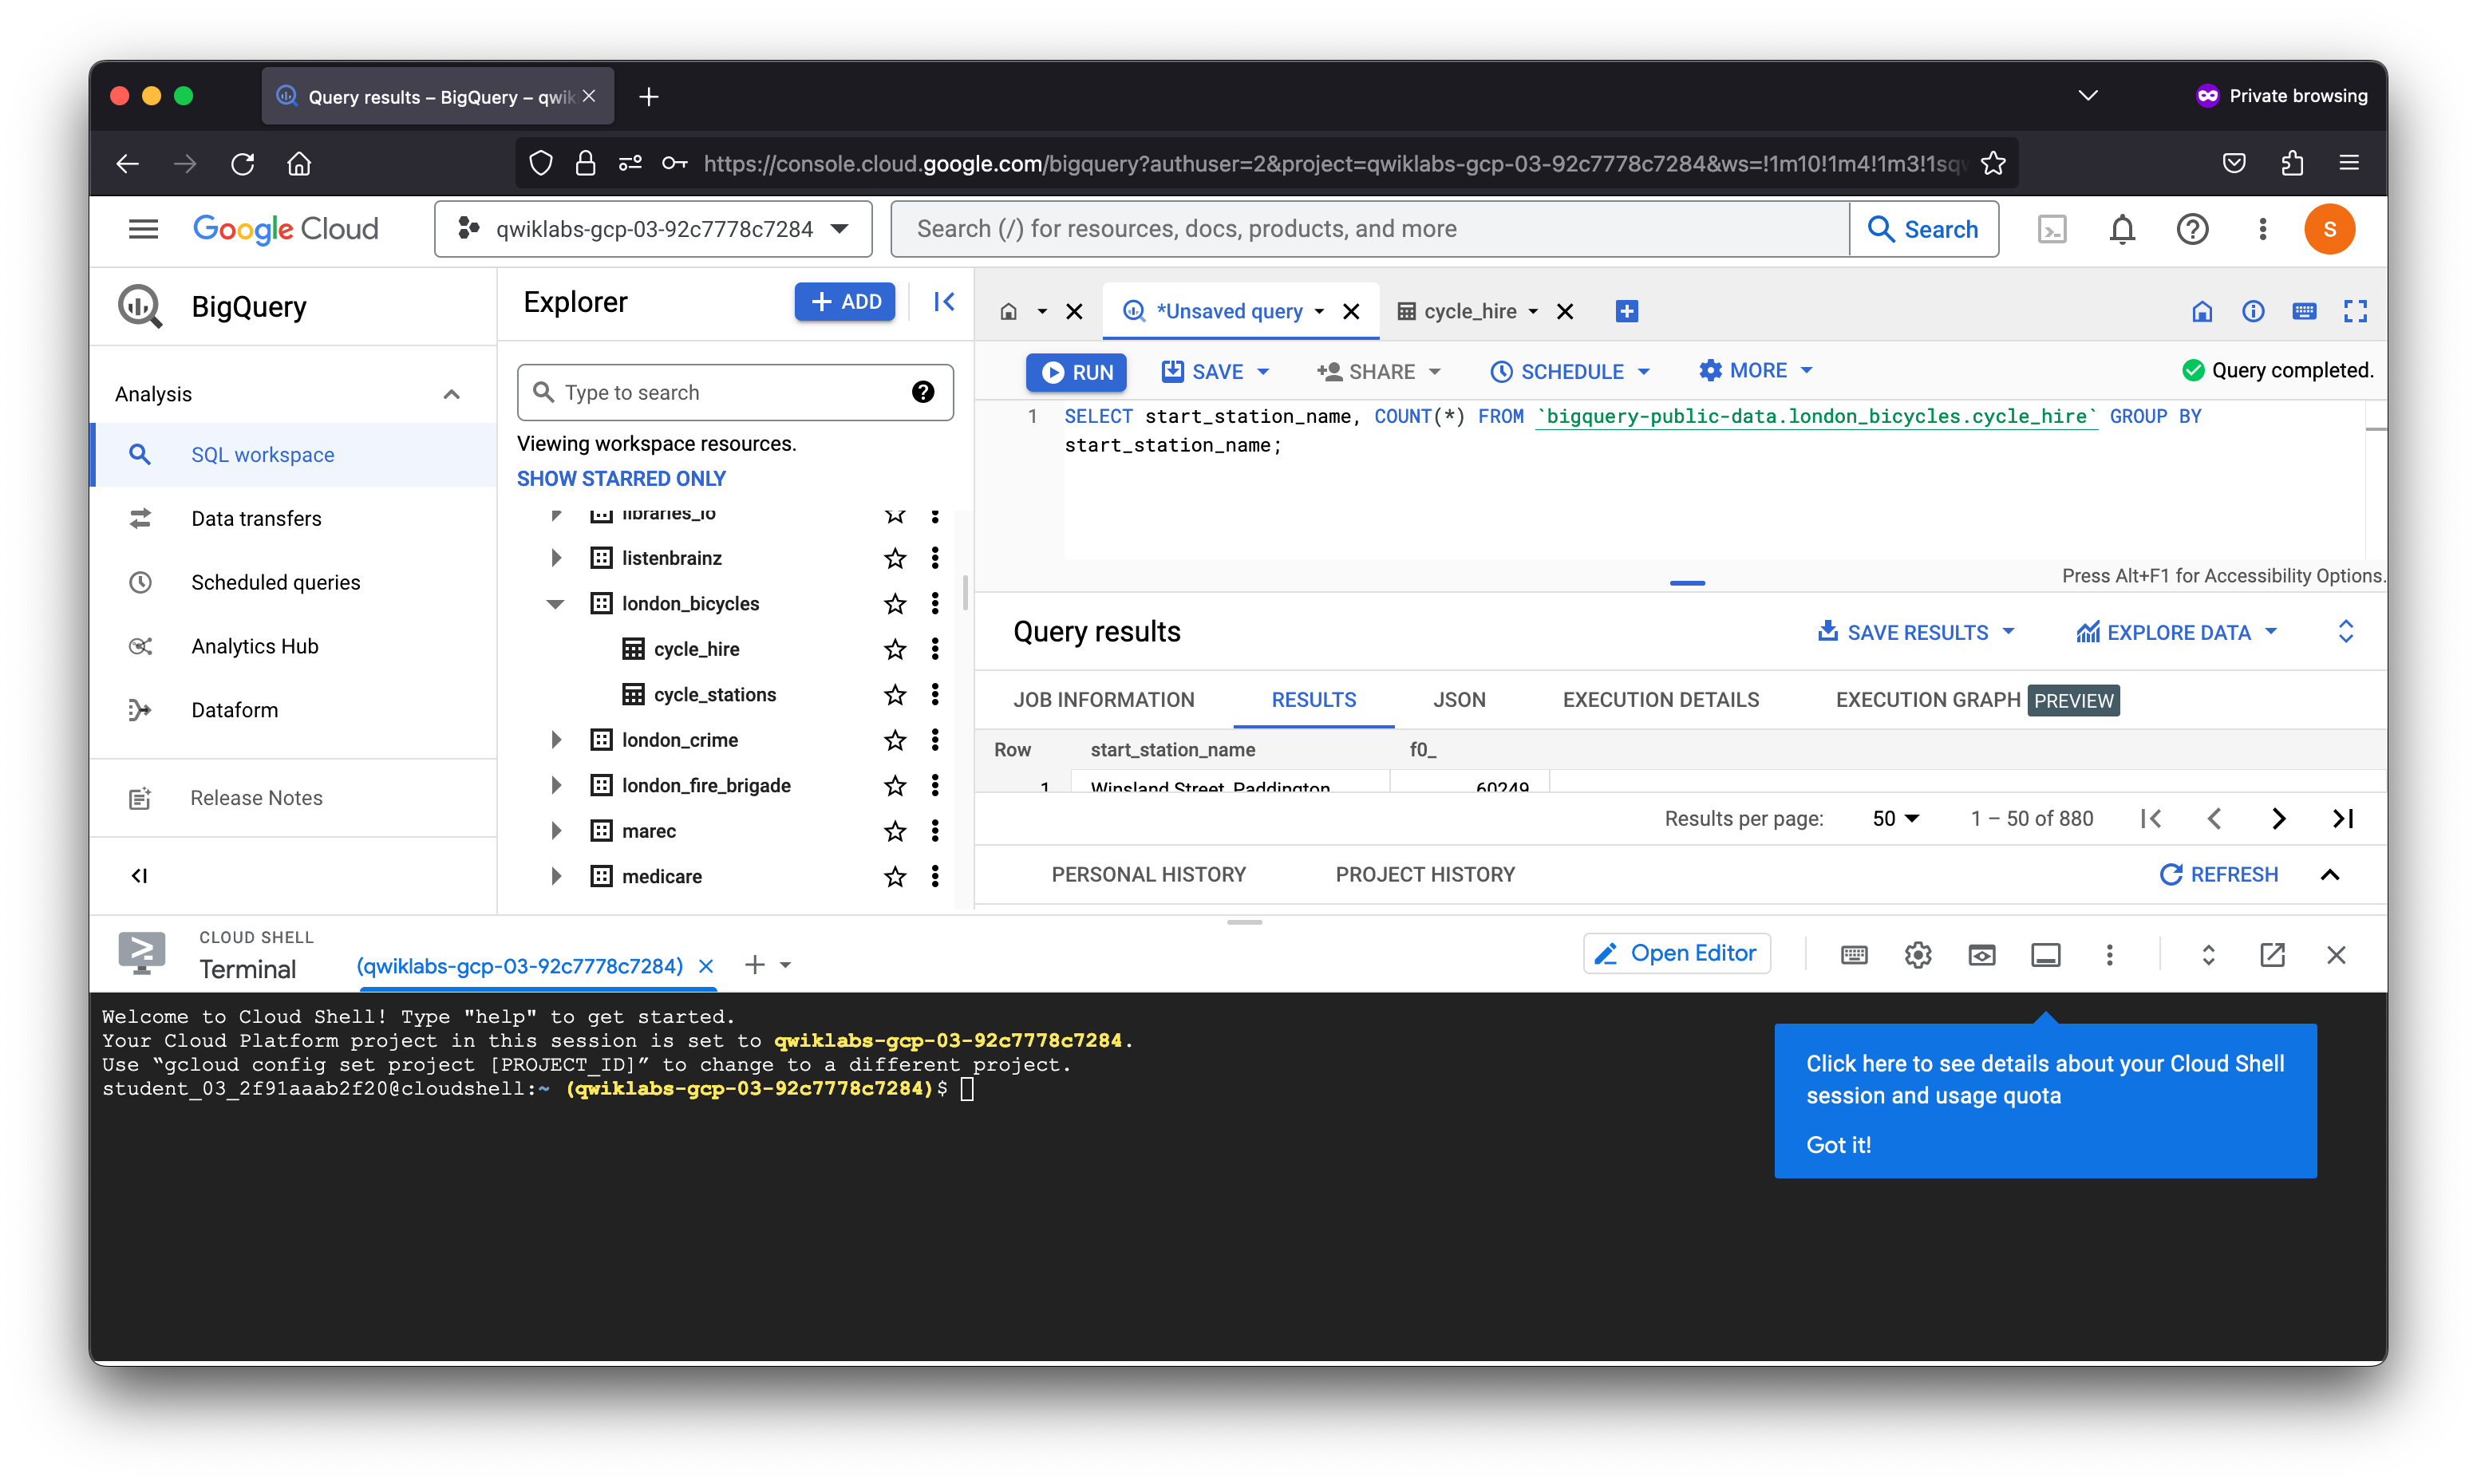 Query results – BigQuery – qwik
Private browsing
https://console.cloud.google.com/bigquery?authuser=2&project=qwiklabs-gcp-03-92c7778c7284&ws=!1m10!1m4!1m3!1sqw
Google Cloud
qwiklabs-gcp-03-92c7778c7284
Search (/) for resources, docs, products, and more
Search
S
BigQuery
Analysis
SQL workspace
Data transfers
Scheduled queries
Analytics Hub
Dataform
Release Notes
Explorer
+ ADD
Type to search
Viewing workspace resources.
SHOW STARRED ONLY
libraries_io
listenbrainz
london_bicycles
cycle_hire
cycle_stations
london_crime
london_fire_brigade
marec
medicare
*Unsaved query
cycle_hire
RUN
SAVE
SHARE
SCHEDULE
MORE
Query completed.
1 SELECT start_station_name, COUNT(*) FROM `bigquery-public-data.london_bicycles.cycle_hire` GROUP BY
start_station_name;
Press Alt+F1 for Accessibility Options.
Query results
SAVE RESULTS
EXPLORE DATA
JOB INFORMATION
RESULTS
JSON
EXECUTION DETAILS
EXECUTION GRAPH PREVIEW
Row start_station_name f0_
1 Winsland Street, Paddington 60249
Results per page: 50 1 – 50 of 880
PERSONAL HISTORY
PROJECT HISTORY
REFRESH
CLOUD SHELL
Terminal
(qwiklabs-gcp-03-92c7778c7284)
Open Editor
Welcome to Cloud Shell! Type "help" to get started.
Your Cloud Platform project in this session is set to qwiklabs-gcp-03-92c7778c7284.
Use “gcloud config set project [PROJECT_ID]” to change to a different project.
student_03_2f91aaab2f20@cloudshell:~ (qwiklabs-gcp-03-92c7778c7284)$
Click here to see details about your Cloud Shell
session and usage quota
Got it!